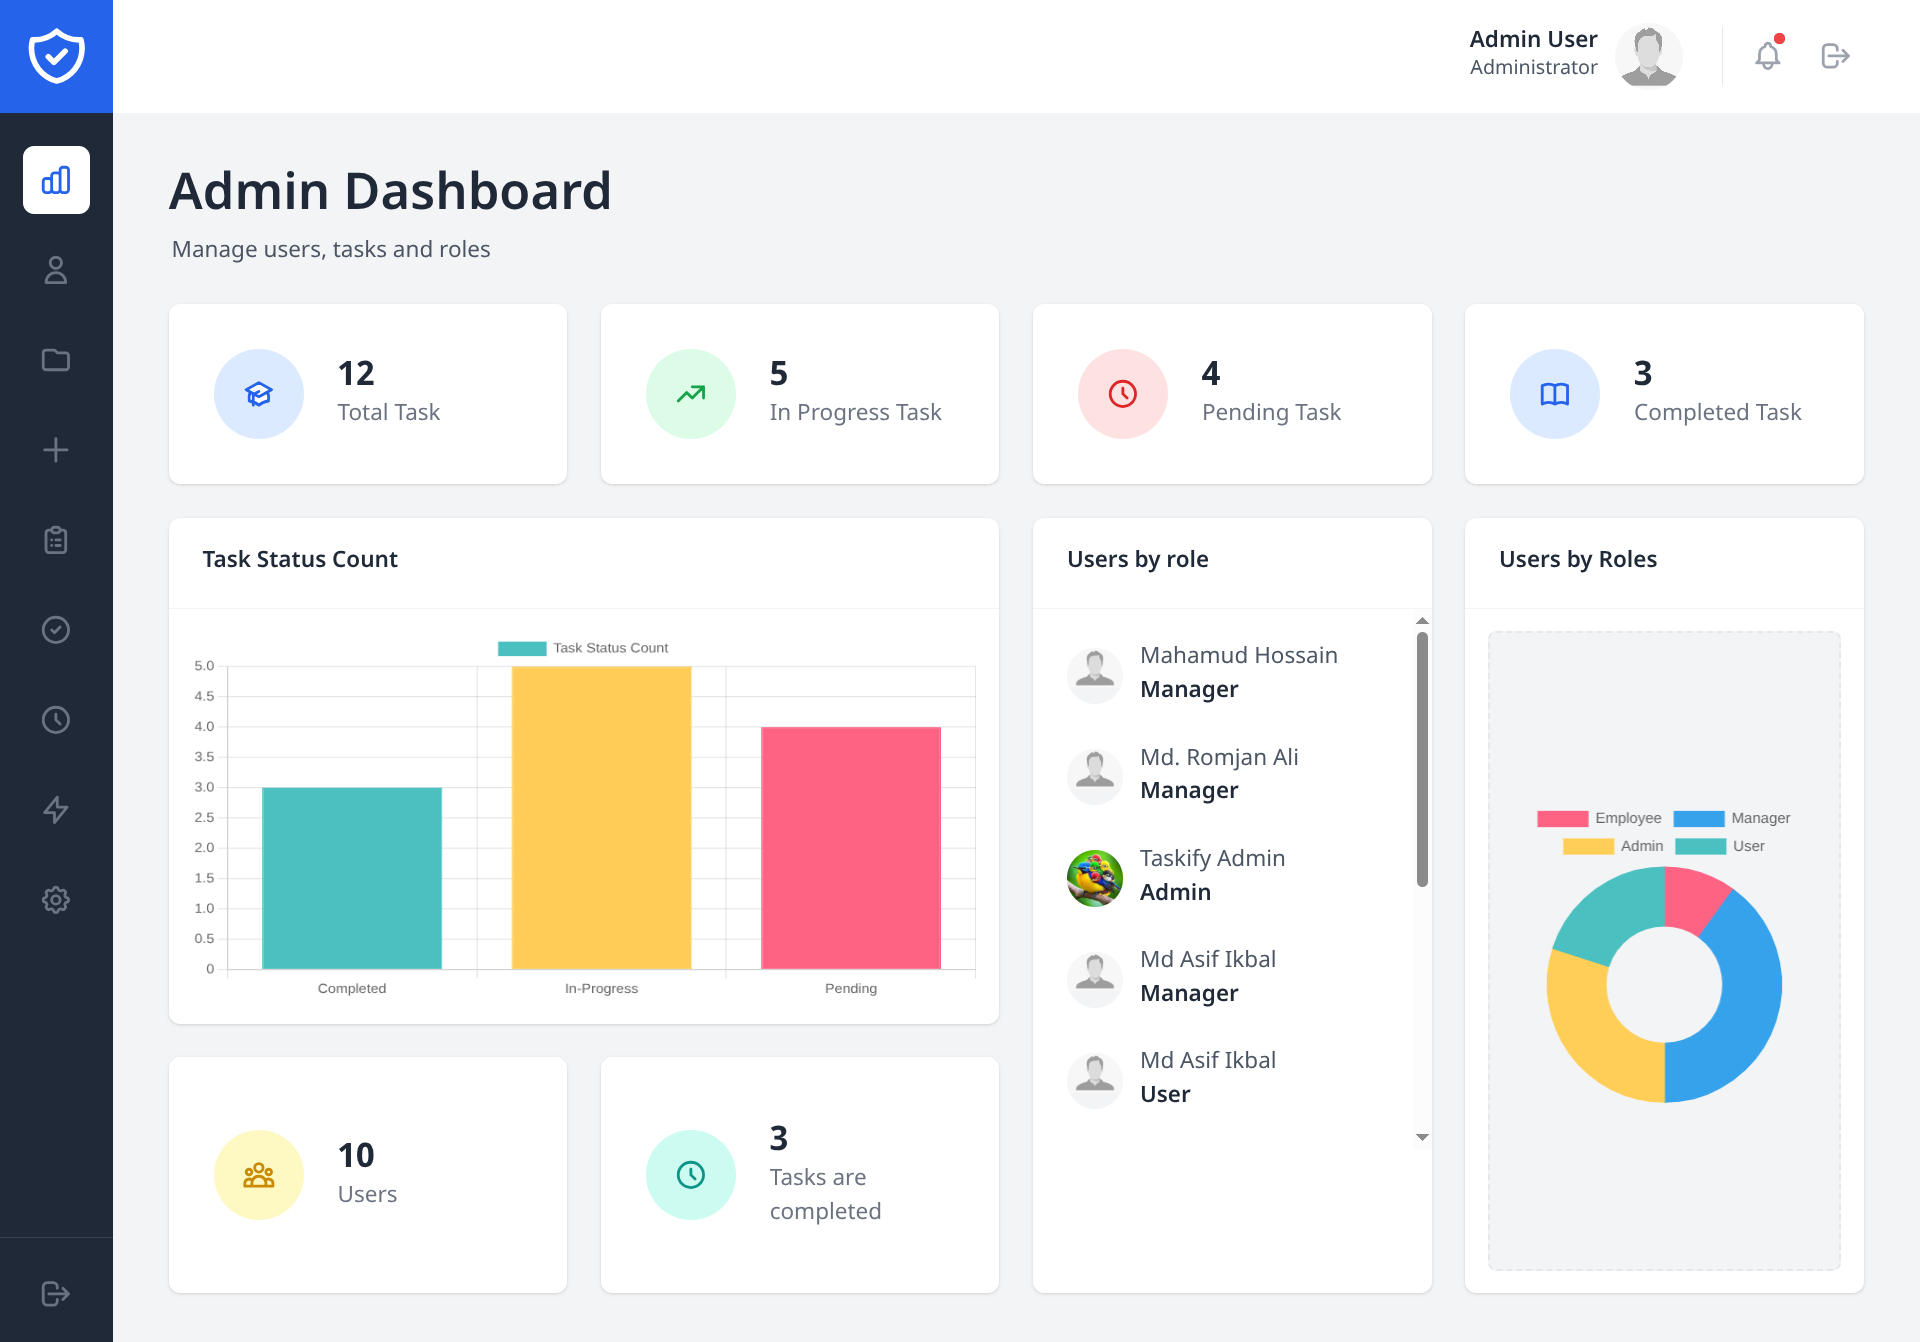 Admin User
Administrator
Admin Dashboard
Manage users, tasks and roles
12
Total Task
5
In Progress Task
4
Pending Task
3
Completed Task
Task Status Count
Task Status Count
5.0
4.5
4.0
3.5
3.0
2.5
2.0
1.5
1.0
0.5
0
Completed In-Progress Pending
Users by role
Mahamud Hossain
Manager
Md. Romjan Ali
Manager
Taskify Admin
Admin
Md Asif Ikbal
Manager
Md Asif Ikbal
User
Users by Roles
Employee Manager
Admin User
10
Users
3
Tasks are
completed